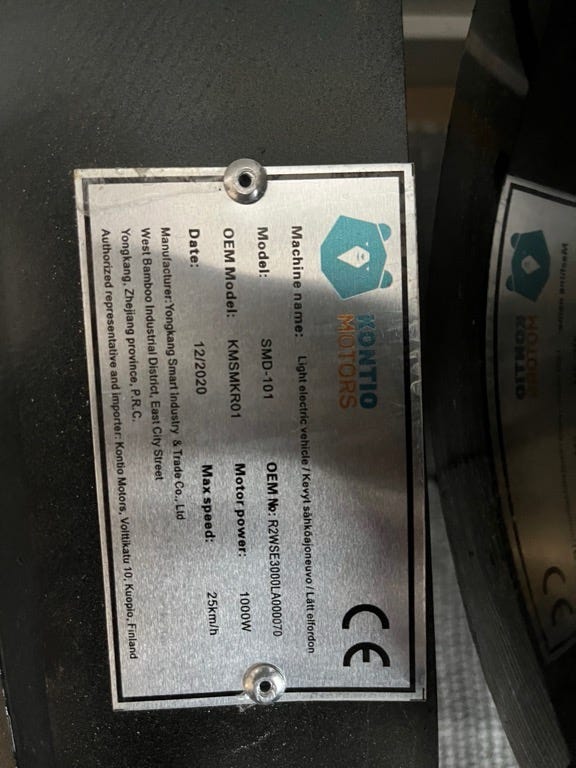 KONTIO
MOTORS
CE
Machine name: Light electric vehicle / Kevyt sähköajoneuvo / Lätt elfordon
Model: SMD-101 OEM №: R2WSE3000LA000070
OEM Model: KMSMKR01 Motor power: 1000W
Date: 12/2020 Max speed: 25km/h
Manufacturer: Yongkang Smart Industry & Trade Co., Ltd
West Bamboo Industrial District, East City Street
Yongkang, Zhejiang province, P.R.C.
Authorized representative and importer: Kontio Motors, Volttikatu 10, Kuopio, Finland